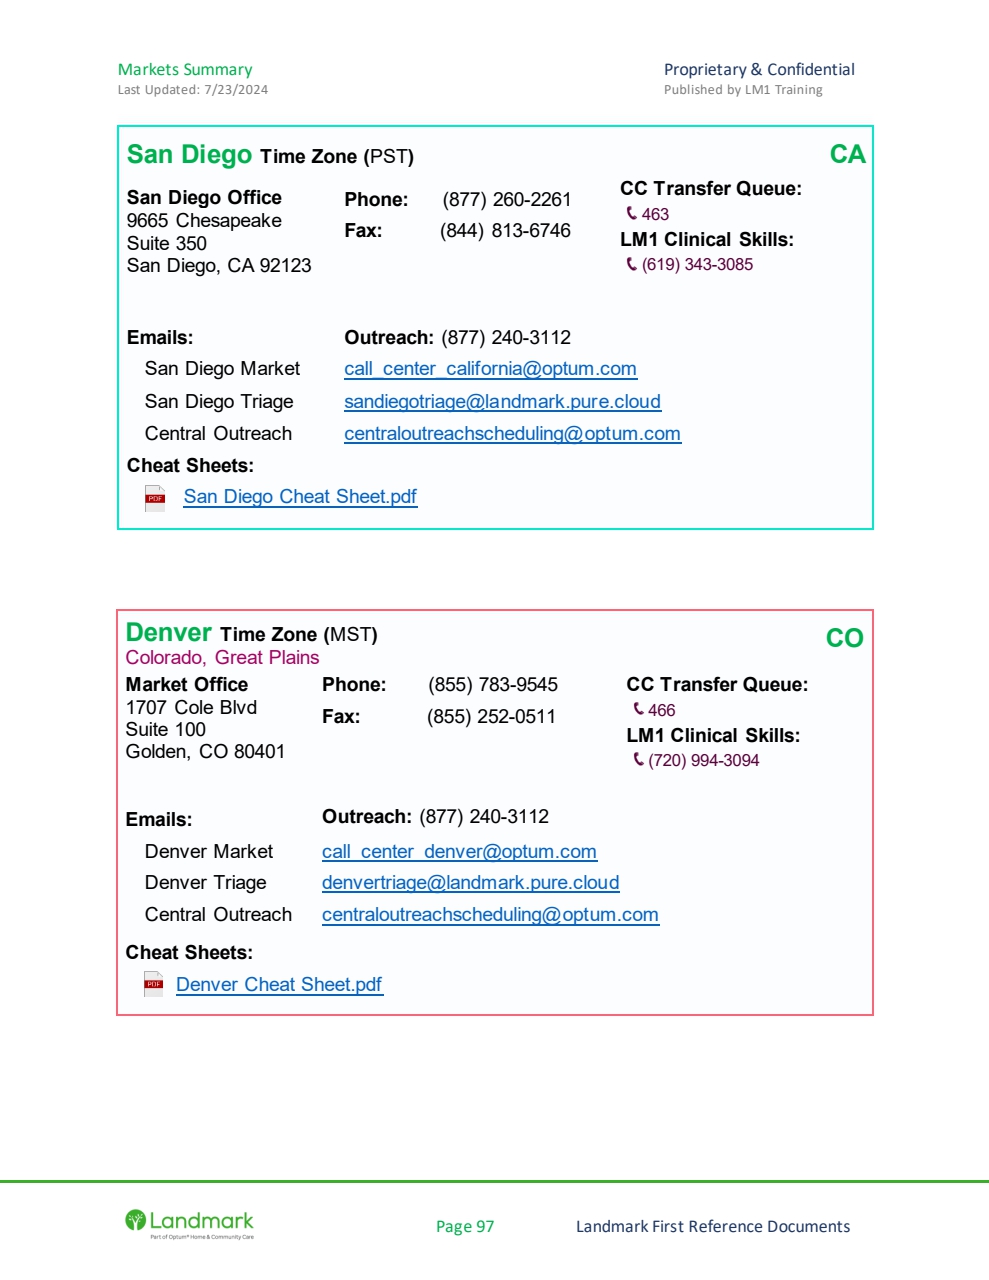 Markets Summary
Last Updated: 7/23/2024
Proprietary & Confidential
Published by LM1 Training
San Diego Time Zone (PST)
CA
San Diego Office
9665 Chesapeake
Suite 350
San Diego, CA 92123
Phone: (877) 260-2261
Fax: (844) 813-6746
CC Transfer Queue:
463
LM1 Clinical Skills:
(619) 343-3085
Emails:
Outreach: (877) 240-3112
San Diego Market call_center_california@optum.com
San Diego Triage sandiegotriage@landmark.pure.cloud
Central Outreach centraloutreachscheduling@optum.com
Cheat Sheets:
PDF San Diego Cheat Sheet.pdf
Denver Time Zone (MST)
CO
Colorado, Great Plains
Market Office
1707 Cole Blvd
Suite 100
Golden, CO 80401
Phone: (855) 783-9545
Fax: (855) 252-0511
CC Transfer Queue:
466
LM1 Clinical Skills:
(720) 994-3094
Emails:
Outreach: (877) 240-3112
Denver Market call_center_denver@optum.com
Denver Triage denvertriage@landmark.pure.cloud
Central Outreach centraloutreachscheduling@optum.com
Cheat Sheets:
PDF Denver Cheat Sheet.pdf
Landmark
Part of Optum® Home & Community Care
Page 97
Landmark First Reference Documents